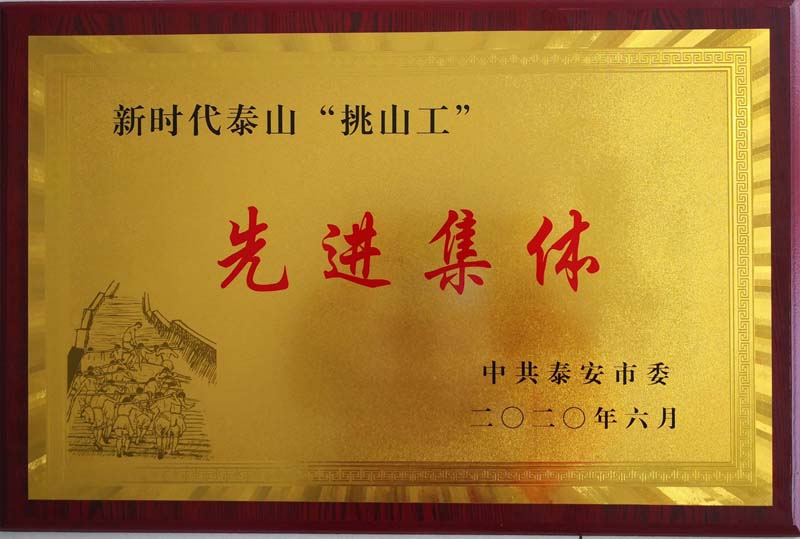 新时代泰山“挑山工”
先进集体
中共泰安市委
二〇二〇年六月